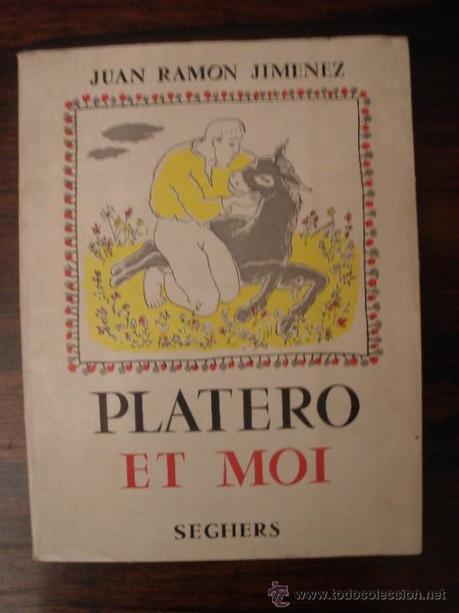 JUAN RAMON JIMENEZ
PLATERO
ET MOI
SEGHERS
© www.todocoleccion.net